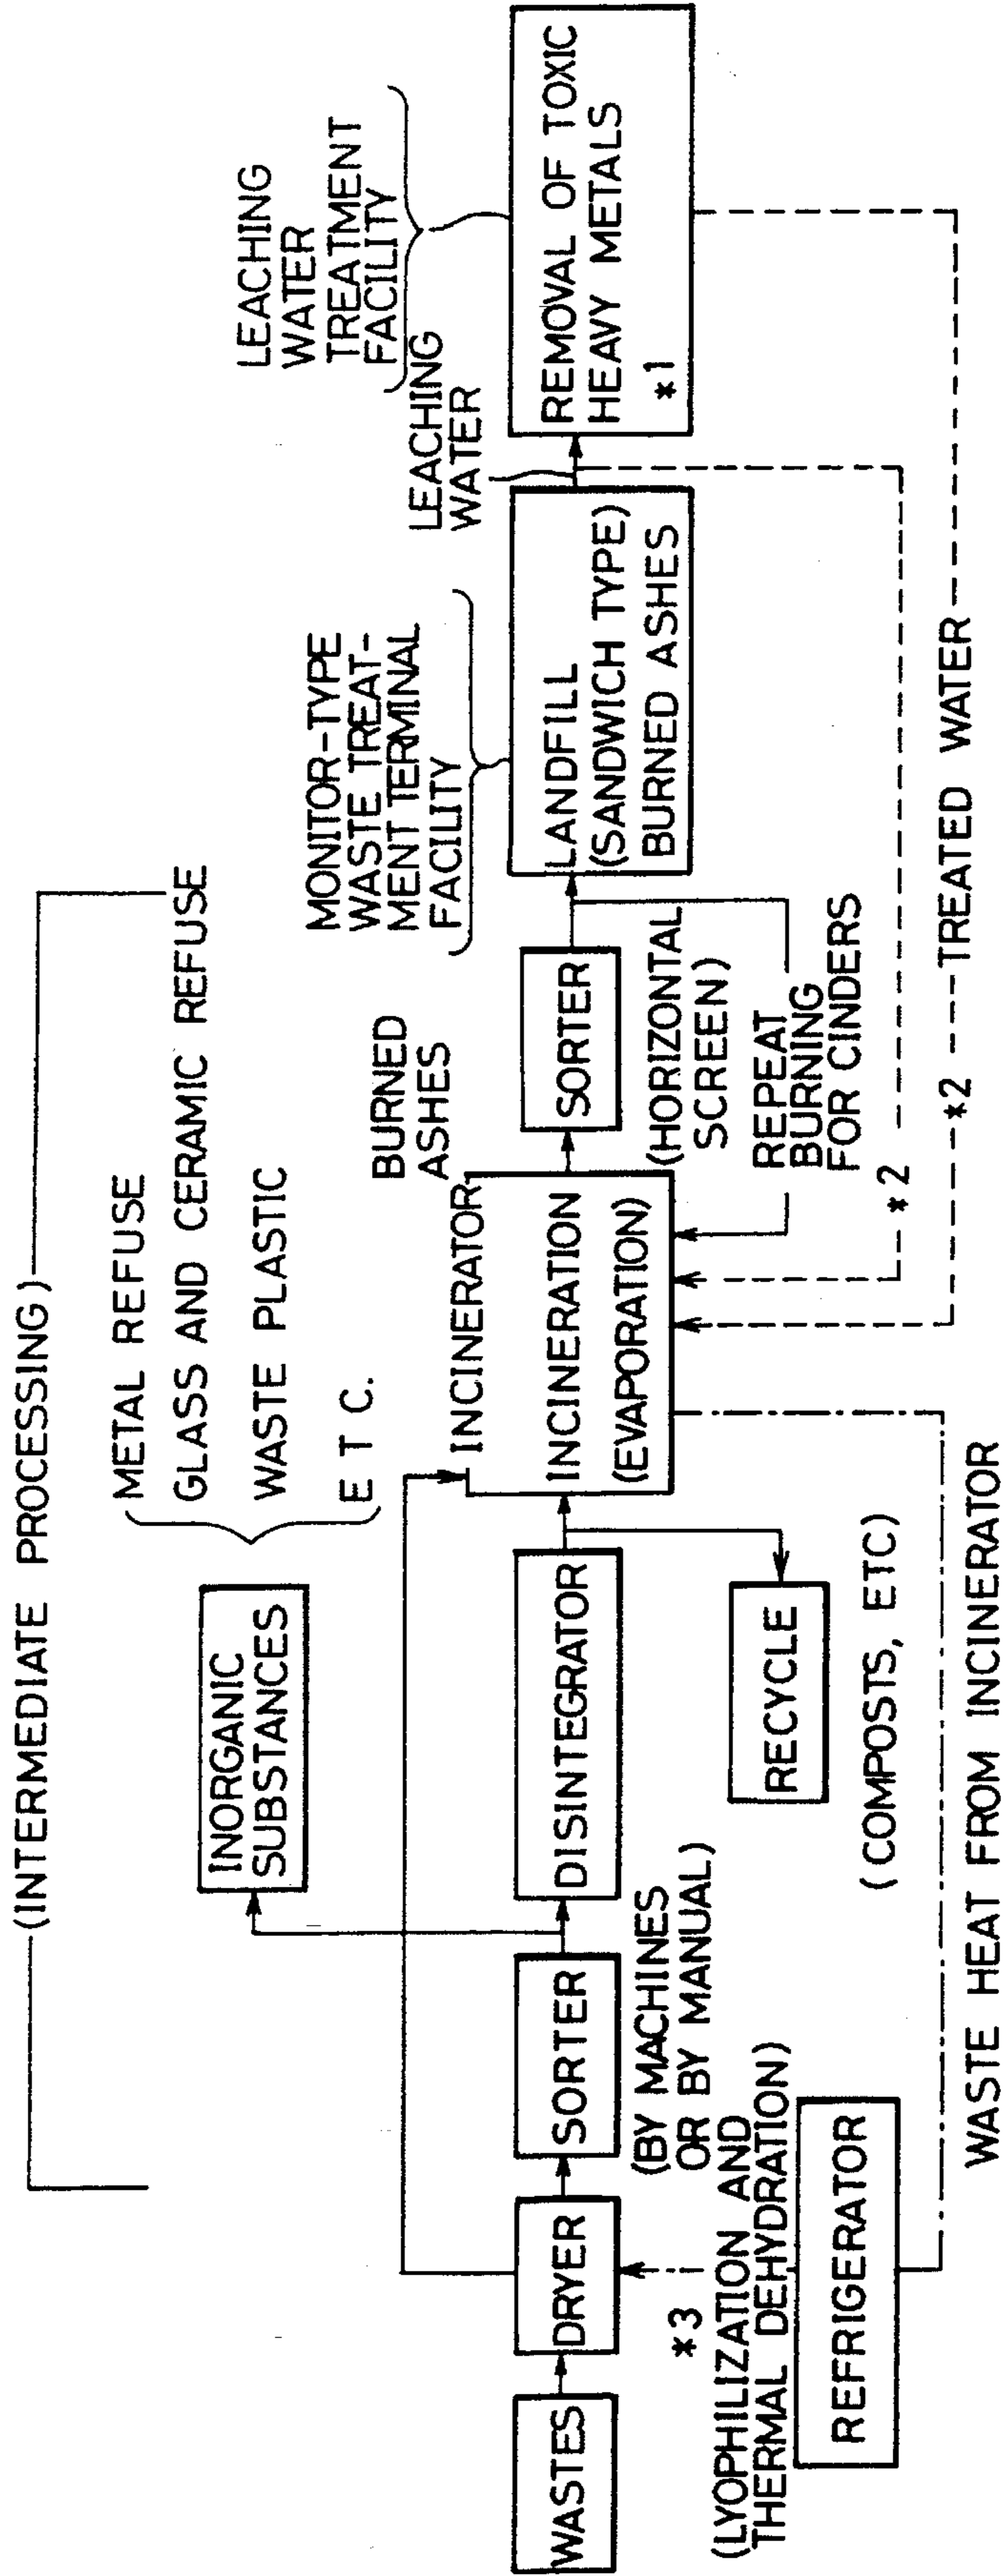 (INTERMEDIATE PROCESSING)
METAL REFUSE
GLASS AND CERAMIC REFUSE
WASTE PLASTIC
ETC.
INORGANIC
SUBSTANCES
WASTES
DRYER
SORTER
(BY MACHINES
OR BY MANUAL)
DISINTEGRATOR
RECYCLE
(COMPOSTS, ETC)
*3
(LYOPHILIZATION AND
THERMAL DEHYDRATION)
REFRIGERATOR
WASTE HEAT FROM INCINERATOR
INCINERATOR
INCINERATION
(EVAPORATION)
BURNED
ASHES
SORTER
(HORIZONTAL
SCREEN)
REPEAT
BURNING
FOR CINDERS
*2
*2
TREATED WATER
MONITOR-TYPE
WASTE TREAT-
MENT TERMINAL
FACILITY
LANDFILL
(SANDWICH TYPE)
BURNED ASHES
LEACHING
WATER
LEACHING
WATER
TREATMENT
FACILITY
REMOVAL OF TOXIC
HEAVY METALS
*1